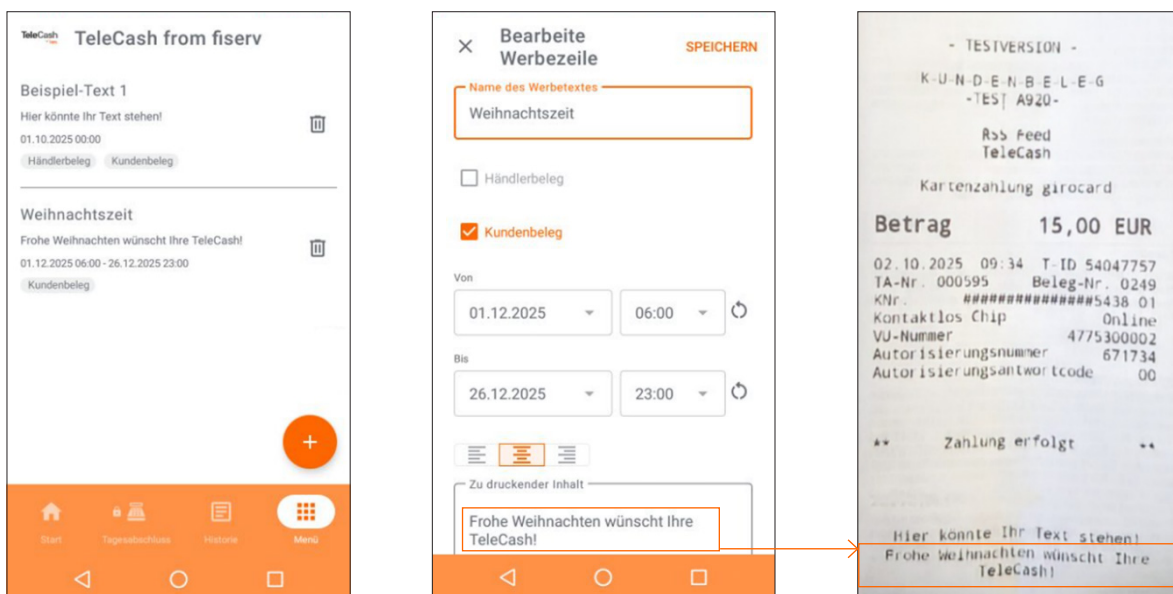 TeleCash TeleCash from fiserv
Beispiel-Text 1
Hier könnte Ihr Text stehen!
01.10.2025 00:00
Händlerbeleg Kundenbeleg
Weihnachtszeit
Frohe Weihnachten wünscht Ihre TeleCash!
01.12.2025 06:00 - 26.12.2025 23:00
Kundenbeleg
+
Start Tagesabschluss Historie Menü
Bearbeite
Werbezeile
SPEICHERN
Name des Werbetextes
Weihnachtszeit
Händlerbeleg
Kundenbeleg
Von
01.12.2025 06:00
Bis
26.12.2025 23:00
Zu druckender Inhalt
Frohe Weihnachten wünscht Ihre
TeleCash!
- TESTVERSION -
K-U-N-D-E-N-B-E-L-E-G
-TEST A920-
RSS Feed
TeleCash
Kartenzahlung girocard
Betrag 15,00 EUR
02.10.2025 09:34 T-ID 54047757
TA-Nr. 000595 Beleg-Nr. 0249
KNr. ###############5438 01
Kontaktlos Chip Online
VU-Nummer 4775300002
Autorisierungsnummer 671734
Autorisierungsantwortcode 00
** Zahlung erfolgt **
Hier könnte Ihr Text stehen!
Frohe Weihnachten wünscht Ihre
TeleCash!